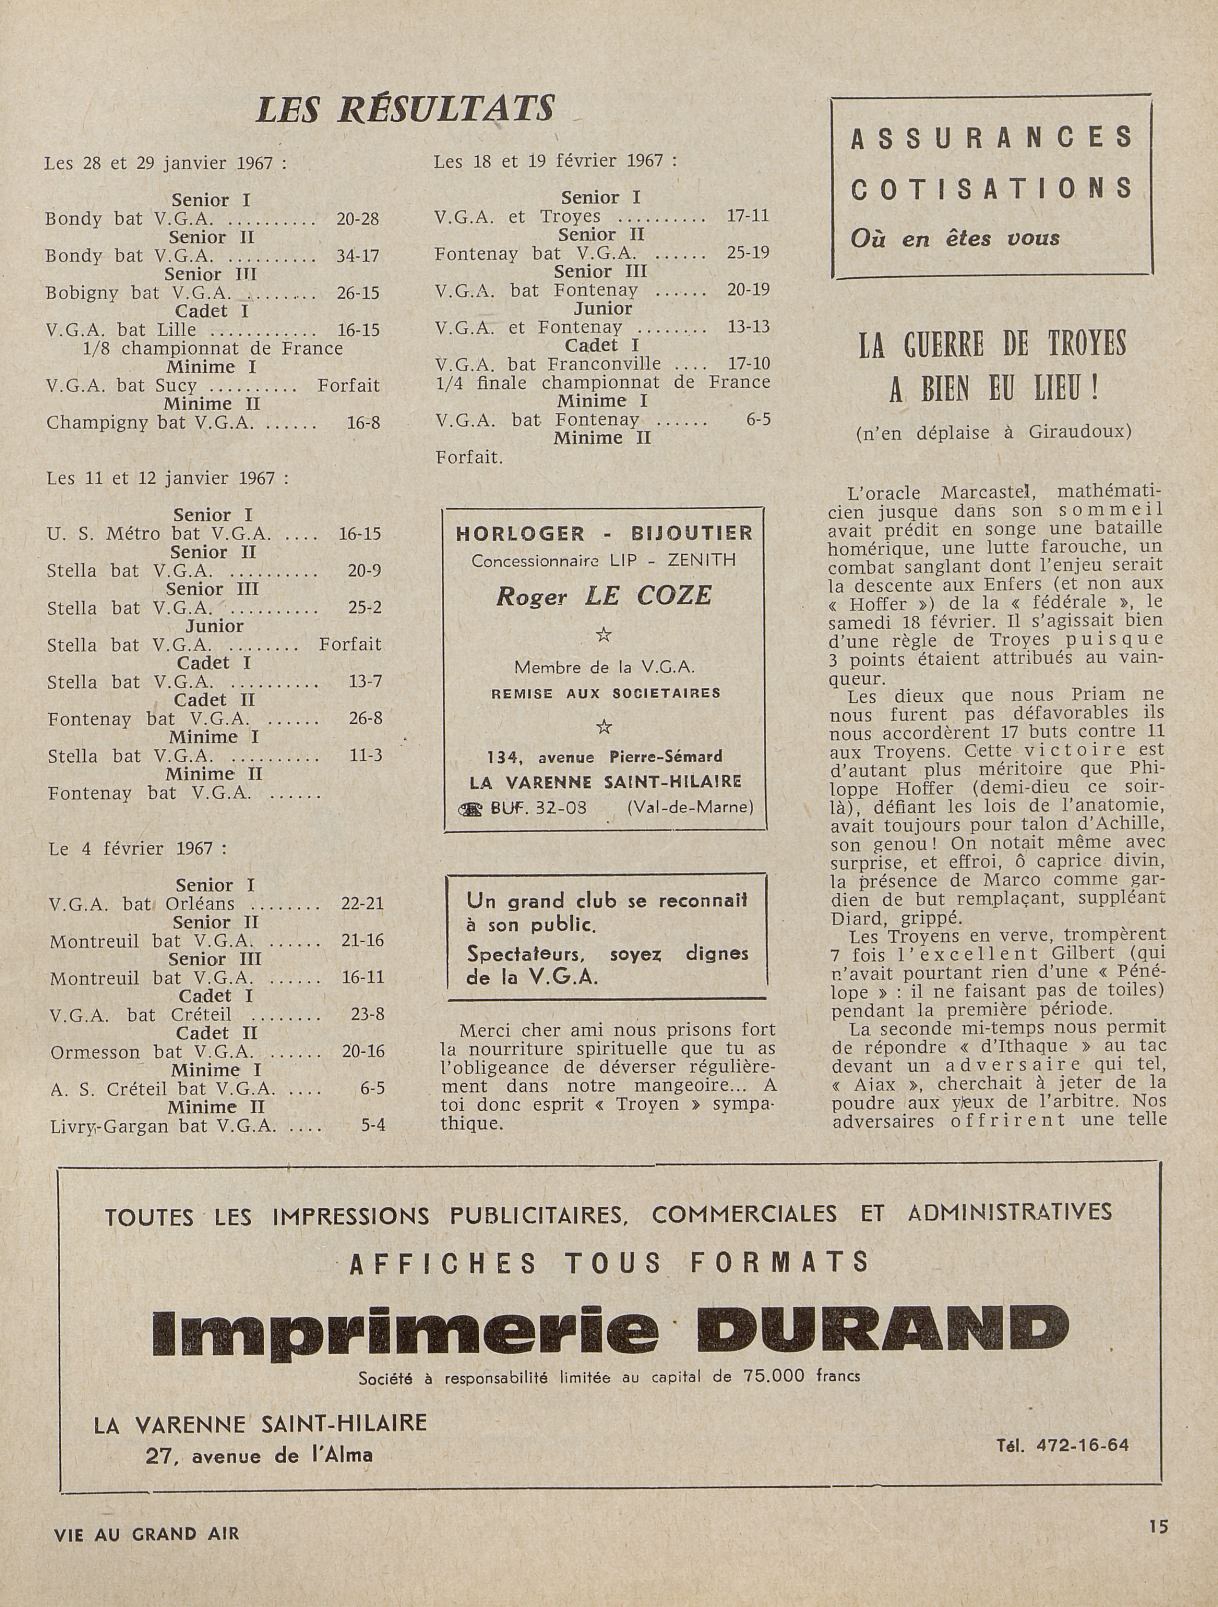 LES RÉSULTATS
Les 28 et 29 janvier 1967 :
Senior I
Bondy bat V.G.A. .......... 20-28
Senior II
Bondy bat V.G.A. .......... 34-17
Senior III
Bobigny bat V.G.A. ........ 26-15
Cadet I
V.G.A. bat Lille ............ 16-15
1/8 championnat de France
Minime I
V.G.A. bat Sucy .......... Forfait
Minime II
Champigny bat V.G.A. ...... 16-8
Les 11 et 12 janvier 1967 :
Senior I
U. S. Métro bat V.G.A. .... 16-15
Senior II
Stella bat V.G.A. .......... 20-9
Senior III
Stella bat V.G.A. .......... 25-2
Junior
Stella bat V.G.A. ........ Forfait
Cadet I
Stella bat V.G.A. .......... 13-7
Cadet II
Fontenay bat V.G.A. ...... 26-8
Minime I
Stella bat V.G.A. .......... 11-3
Minime II
Fontenay bat V.G.A. ......
Le 4 février 1967 :
Senior I
V.G.A. bat Orléans ........ 22-21
Senior II
Montreuil bat V.G.A. ...... 21-16
Senior III
Montreuil bat V.G.A. ...... 16-11
Cadet I
V.G.A. bat Créteil ........ 23-8
Cadet II
Ormesson bat V.G.A. ...... 20-16
Minime I
A. S. Créteil bat V.G.A. .... 6-5
Minime II
Livry-Gargan bat V.G.A. .... 5-4
Les 18 et 19 février 1967 :
Senior I
V.G.A. et Troyes .......... 17-11
Senior II
Fontenay bat V.G.A. ...... 25-19
Senior III
V.G.A. bat Fontenay ...... 20-19
Junior
V.G.A. et Fontenay ........ 13-13
Cadet I
V.G.A. bat Franconville .... 17-10
1/4 finale championnat de France
Minime I
V.G.A. bat Fontenay ...... 6-5
Minime II
Forfait.
HORLOGER - BIJOUTIER
Concessionnaire LIP - ZENITH
Roger LE COZE
☆
Membre de la V.G.A.
REMISE AUX SOCIETAIRES
☆
134, avenue Pierre-Sémard
LA VARENNE SAINT-HILAIRE
☎ BUF. 32-08 (Val-de-Marne)
Un grand club se reconnait
à son public.
Spectateurs, soyez dignes
de la V.G.A.
Merci cher ami nous prisons fort
la nourriture spirituelle que tu as
l'obligeance de déverser régulière-
ment dans notre mangeoire... A
toi donc esprit « Troyen » sympa-
thique.
ASSURANCES
COTISATIONS
Où en êtes vous
LA GUERRE DE TROYES
A BIEN EU LIEU !
(n'en déplaise à Giraudoux)
L'oracle Marcastel, mathémati-
cien jusque dans son sommeil
avait prédit en songe une bataille
homérique, une lutte farouche, un
combat sanglant dont l'enjeu serait
la descente aux Enfers (et non aux
« Hoffer ») de la « fédérale », le
samedi 18 février. Il s'agissait bien
d'une règle de Troyes puisque
3 points étaient attribués au vain-
queur.
Les dieux que nous Priam ne
nous furent pas défavorables ils
nous accordèrent 17 buts contre 11
aux Troyens. Cette victoire est
d'autant plus méritoire que Phi-
loppe Hoffer (demi-dieu ce soir-
là), défiant les lois de l'anatomie,
avait toujours pour talon d'Achille,
son genou ! On notait même avec
surprise, et effroi, ô caprice divin,
la présence de Marco comme gar-
dien de but remplaçant, suppléant
Diard, grippé.
Les Troyens en verve, trompèrent
7 fois l'excellent Gilbert (qui
n'avait pourtant rien d'une « Péné-
lope » : il ne faisant pas de toiles)
pendant la première période.
La seconde mi-temps nous permit
de répondre « d'Ithaque » au tac
devant un adversaire qui tel,
« Ajax », cherchait à jeter de la
poudre aux yeux de l'arbitre. Nos
adversaires offrirent une telle
TOUTES LES IMPRESSIONS PUBLICITAIRES, COMMERCIALES ET ADMINISTRATIVES
AFFICHES TOUS FORMATS
Imprimerie DURAND
Société à responsabilité limitée au capital de 75.000 francs
LA VARENNE SAINT-HILAIRE
27, avenue de l'Alma
Tél. 472-16-64
VIE AU GRAND AIR
15